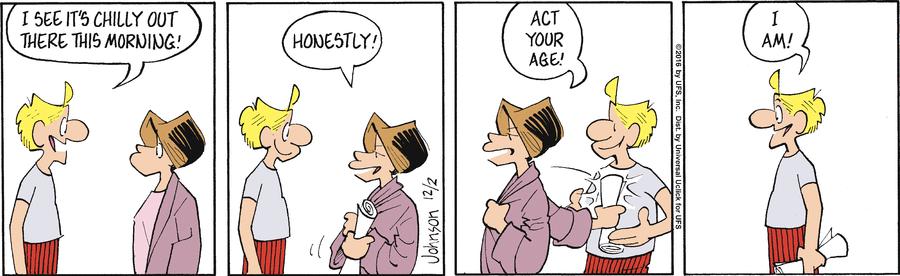 I SEE IT'S CHILLY OUT
THERE THIS MORNING!
HONESTLY!
Johnson 12/2
ACT
YOUR
AGE!
©2016 by UFS, Inc. Dist. by Universal Uclick for UFS
I
AM!